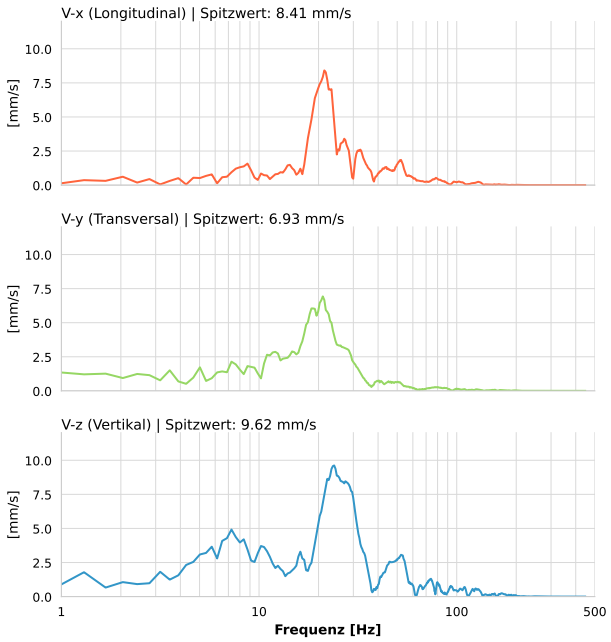 V-x (Longitudinal) | Spitzwert: 8.41 mm/s
[mm/s]
10.0
7.5
5.0
2.5
0.0
V-y (Transversal) | Spitzwert: 6.93 mm/s
[mm/s]
10.0
7.5
5.0
2.5
0.0
V-z (Vertikal) | Spitzwert: 9.62 mm/s
[mm/s]
10.0
7.5
5.0
2.5
0.0
1 10 100 500
Frequenz [Hz]